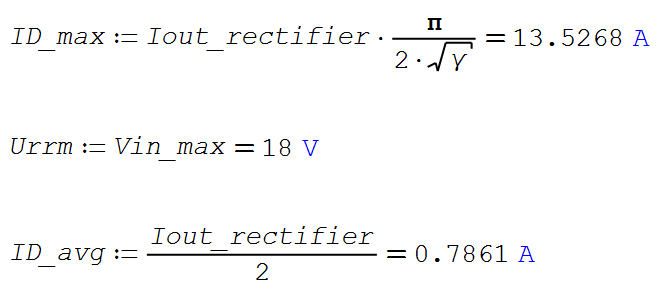 ID_max := Iout_rectifier · π / (2 · √γ) = 13.5268 A
Urrm := Vin_max = 18 V
ID_avg := Iout_rectifier / 2 = 0.7861 A